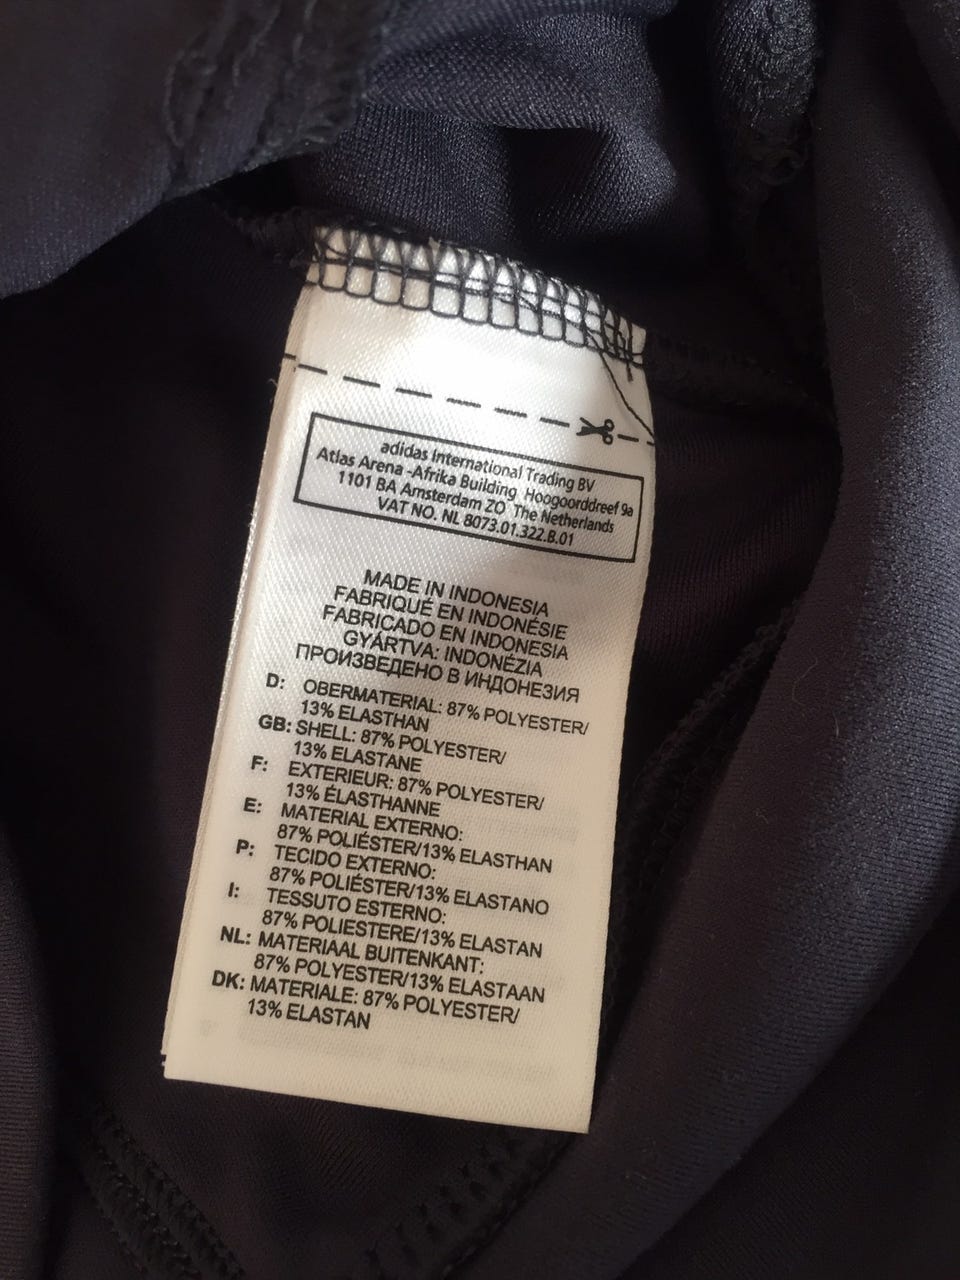 adidas International Trading BV
Atlas Arena -Afrika Building Hoogoorddreef 9a
1101 BA Amsterdam ZO The Netherlands
VAT NO. NL 8073.01.322.B.01
MADE IN INDONESIA
FABRIQUÉ EN INDONÉSIE
FABRICADO EN INDONESIA
GYÁRTVA: INDONÉZIA
ПРОИЗВЕДЕНО В ИНДОНЕЗИЯ
D: OBERMATERIAL: 87% POLYESTER/
13% ELASTHAN
GB: SHELL: 87% POLYESTER/
13% ELASTANE
F: EXTERIEUR: 87% POLYESTER/
13% ÉLASTHANNE
E: MATERIAL EXTERNO:
87% POLIÉSTER/13% ELASTHAN
P: TECIDO EXTERNO:
87% POLIÉSTER/13% ELASTANO
I: TESSUTO ESTERNO:
87% POLIESTERE/13% ELASTAN
NL: MATERIAAL BUITENKANT:
87% POLYESTER/13% ELASTAAN
DK: MATERIALE: 87% POLYESTER/
13% ELASTAN